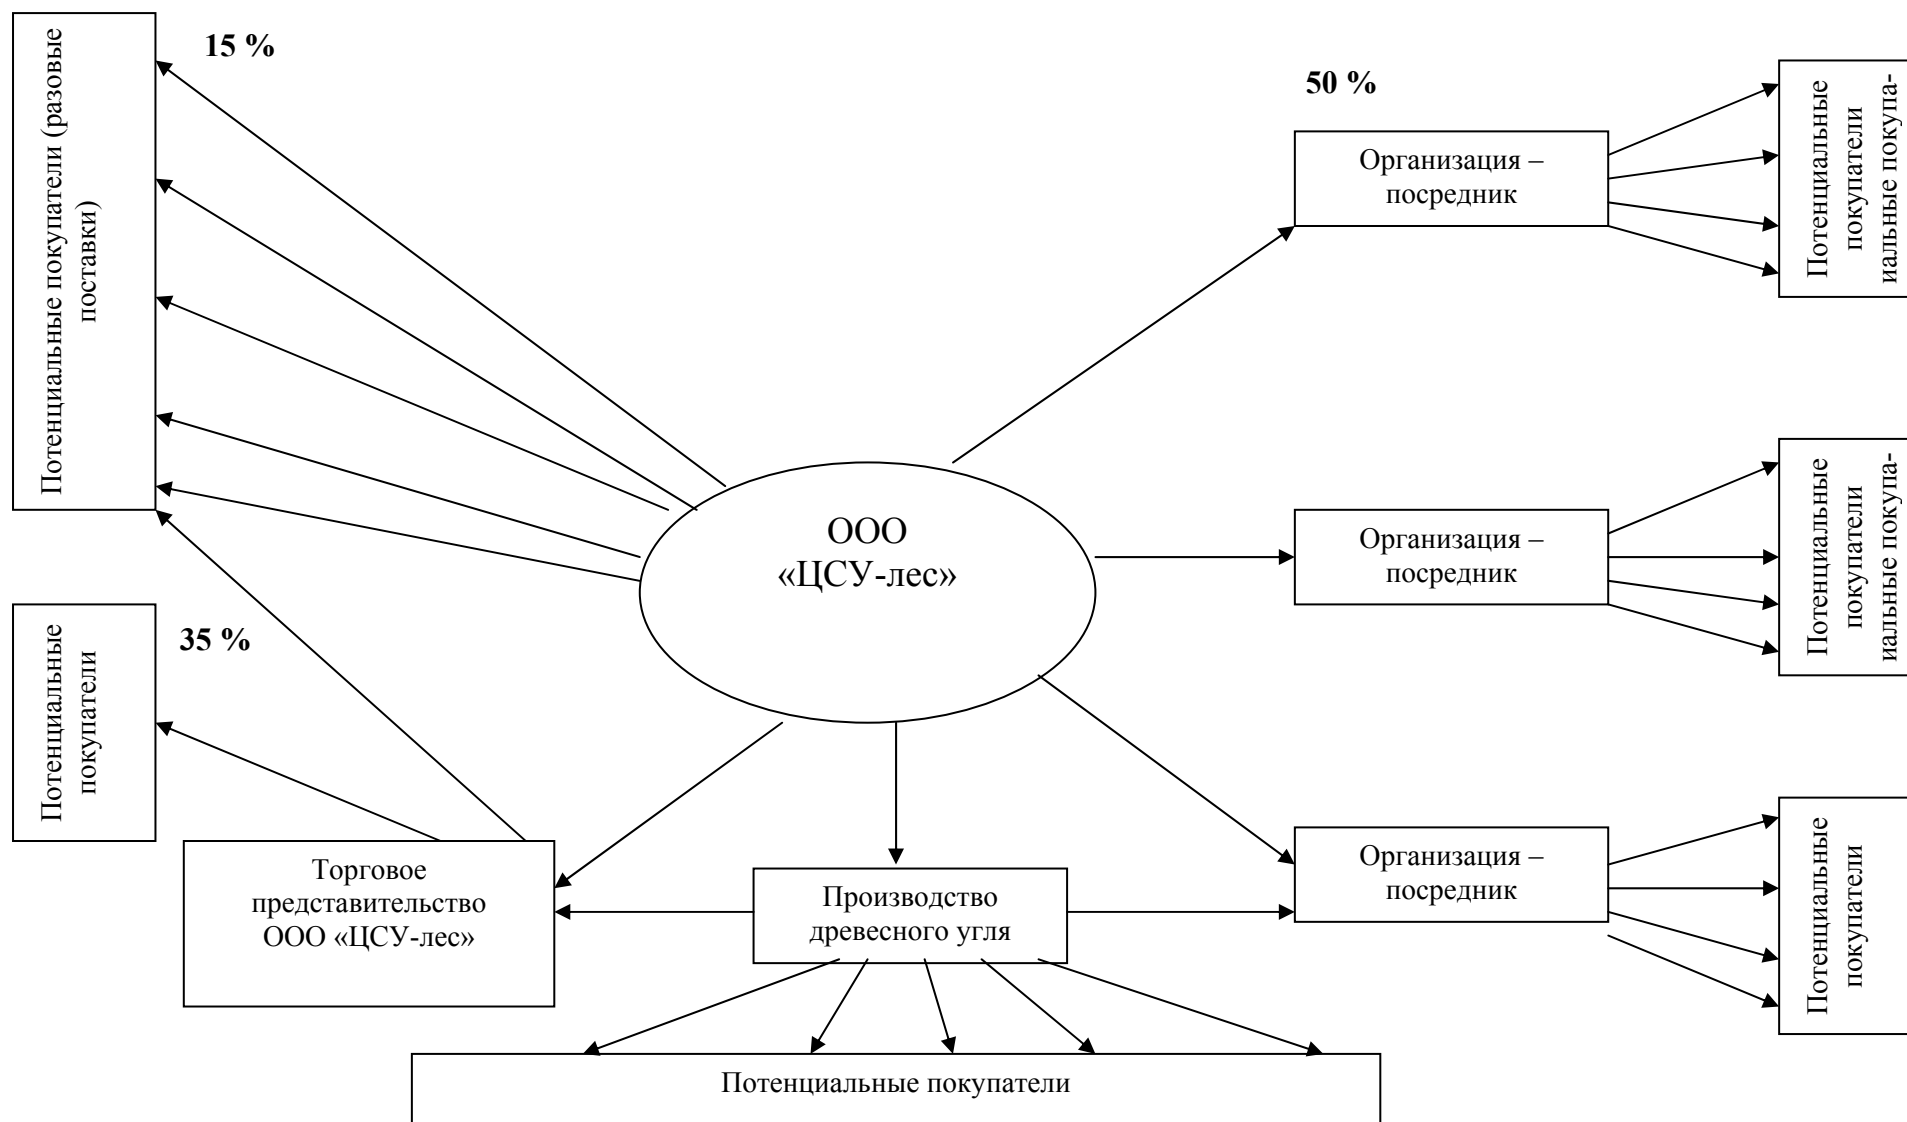 15 %
50 %
Потенциальные покупатели (разовые
поставки)
Потенциальные
покупатели
иальные покупа-
Организация –
посредник
ООО
«ЦСУ-лес»
Организация –
посредник
Потенциальные
покупатели
иальные покупа-
Потенциальные
покупатели
35 %
Торговое
представительство
ООО «ЦСУ-лес»
Производство
древесного угля
Организация –
посредник
Потенциальные
покупатели
Потенциальные покупатели